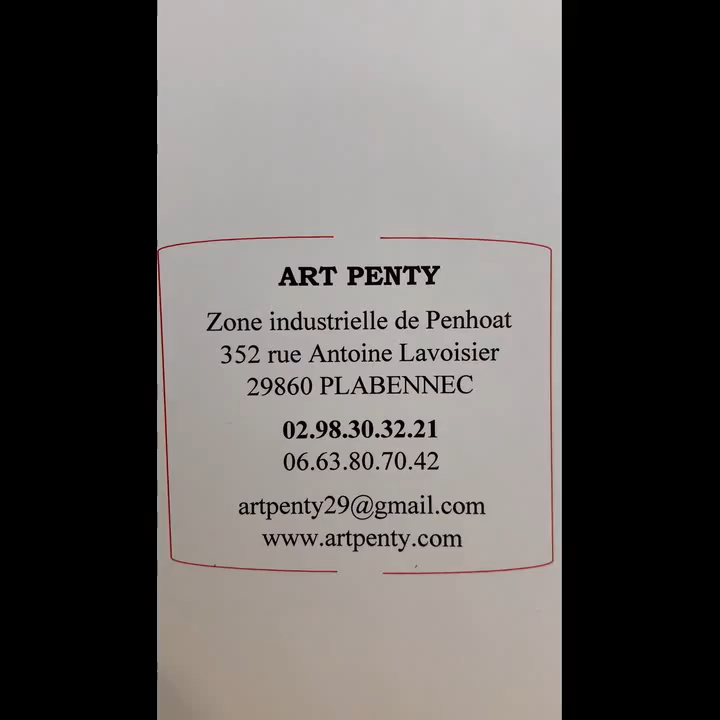 ART PENTY
Zone industrielle de Penhoat
352 rue Antoine Lavoisier
29860 PLABENNEC
02.98.30.32.21
06.63.80.70.42
artpenty29@gmail.com
www.artpenty.com